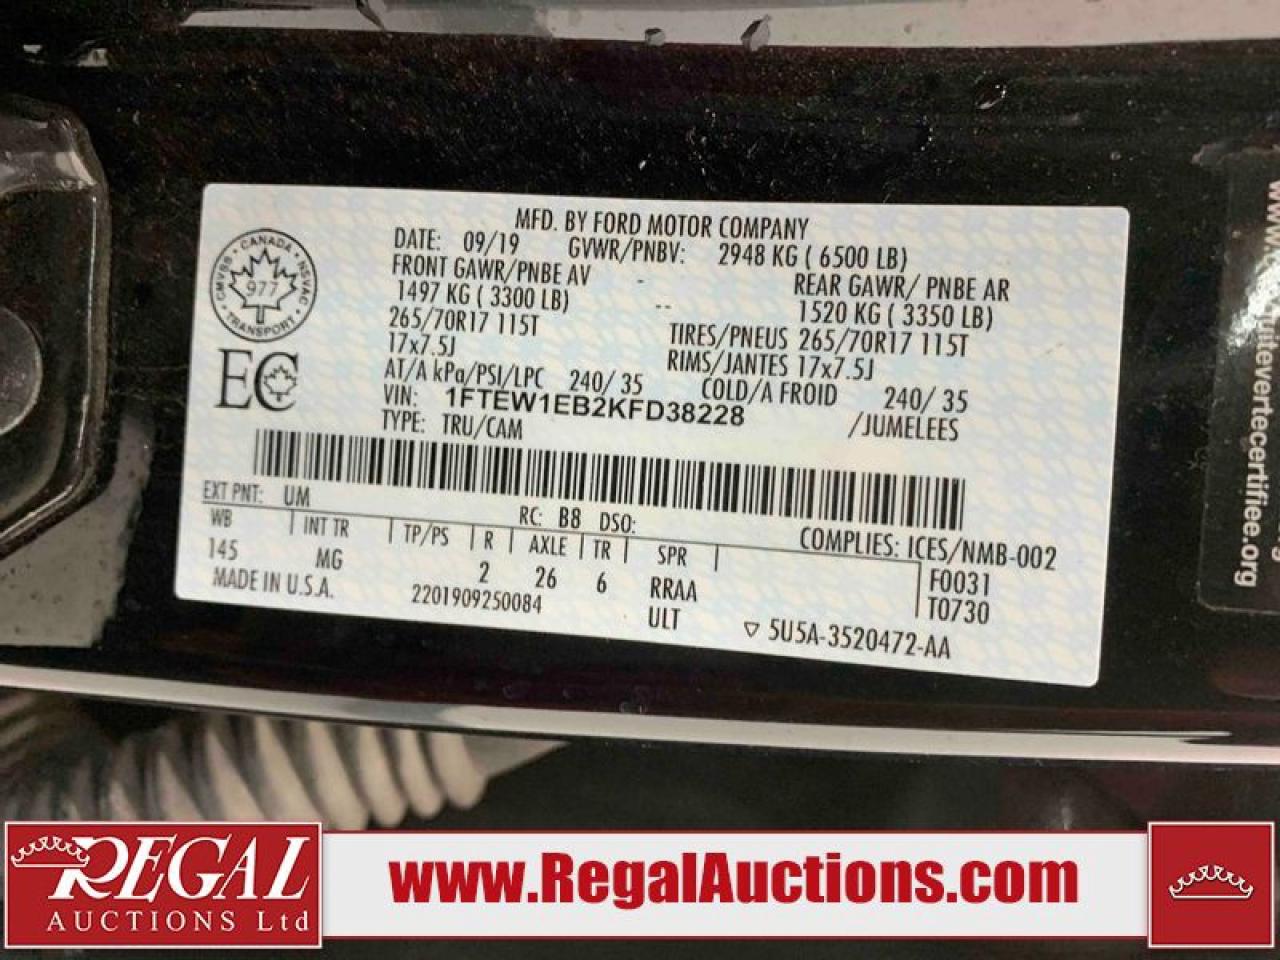 MFD. BY FORD MOTOR COMPANY
DATE: 09/19 GVWR/PNBV: 2948 KG ( 6500 LB)
FRONT GAWR/PNBE AV - REAR GAWR/ PNBE AR
1497 KG ( 3300 LB) -- 1520 KG ( 3350 LB)
265/70R17 115T TIRES/PNEUS 265/70R17 115T
17x7.5J RIMS/JANTES 17x7.5J
AT/A kPa/PSI/LPC 240/ 35 COLD/A FROID 240/ 35
VIN: 1FTEW1EB2KFD38228 /JUMELEES
TYPE: TRU/CAM
CANADA • NSVAC • TRANSPORT • CMVSS •
977
EC
EXT PNT: UM RC: B8 DSO:
WB | INT TR | TP/PS | R | AXLE | TR | SPR | COMPLIES: ICES/NMB-002
145 MG 2 26 6 RRAA F0031
MADE IN U.S.A. 2201909250084 ULT T0730
▽ 5U5A-3520472-AA
uitevertecertifiee.org
REGAL
AUCTIONS Ltd
www.RegalAuctions.com